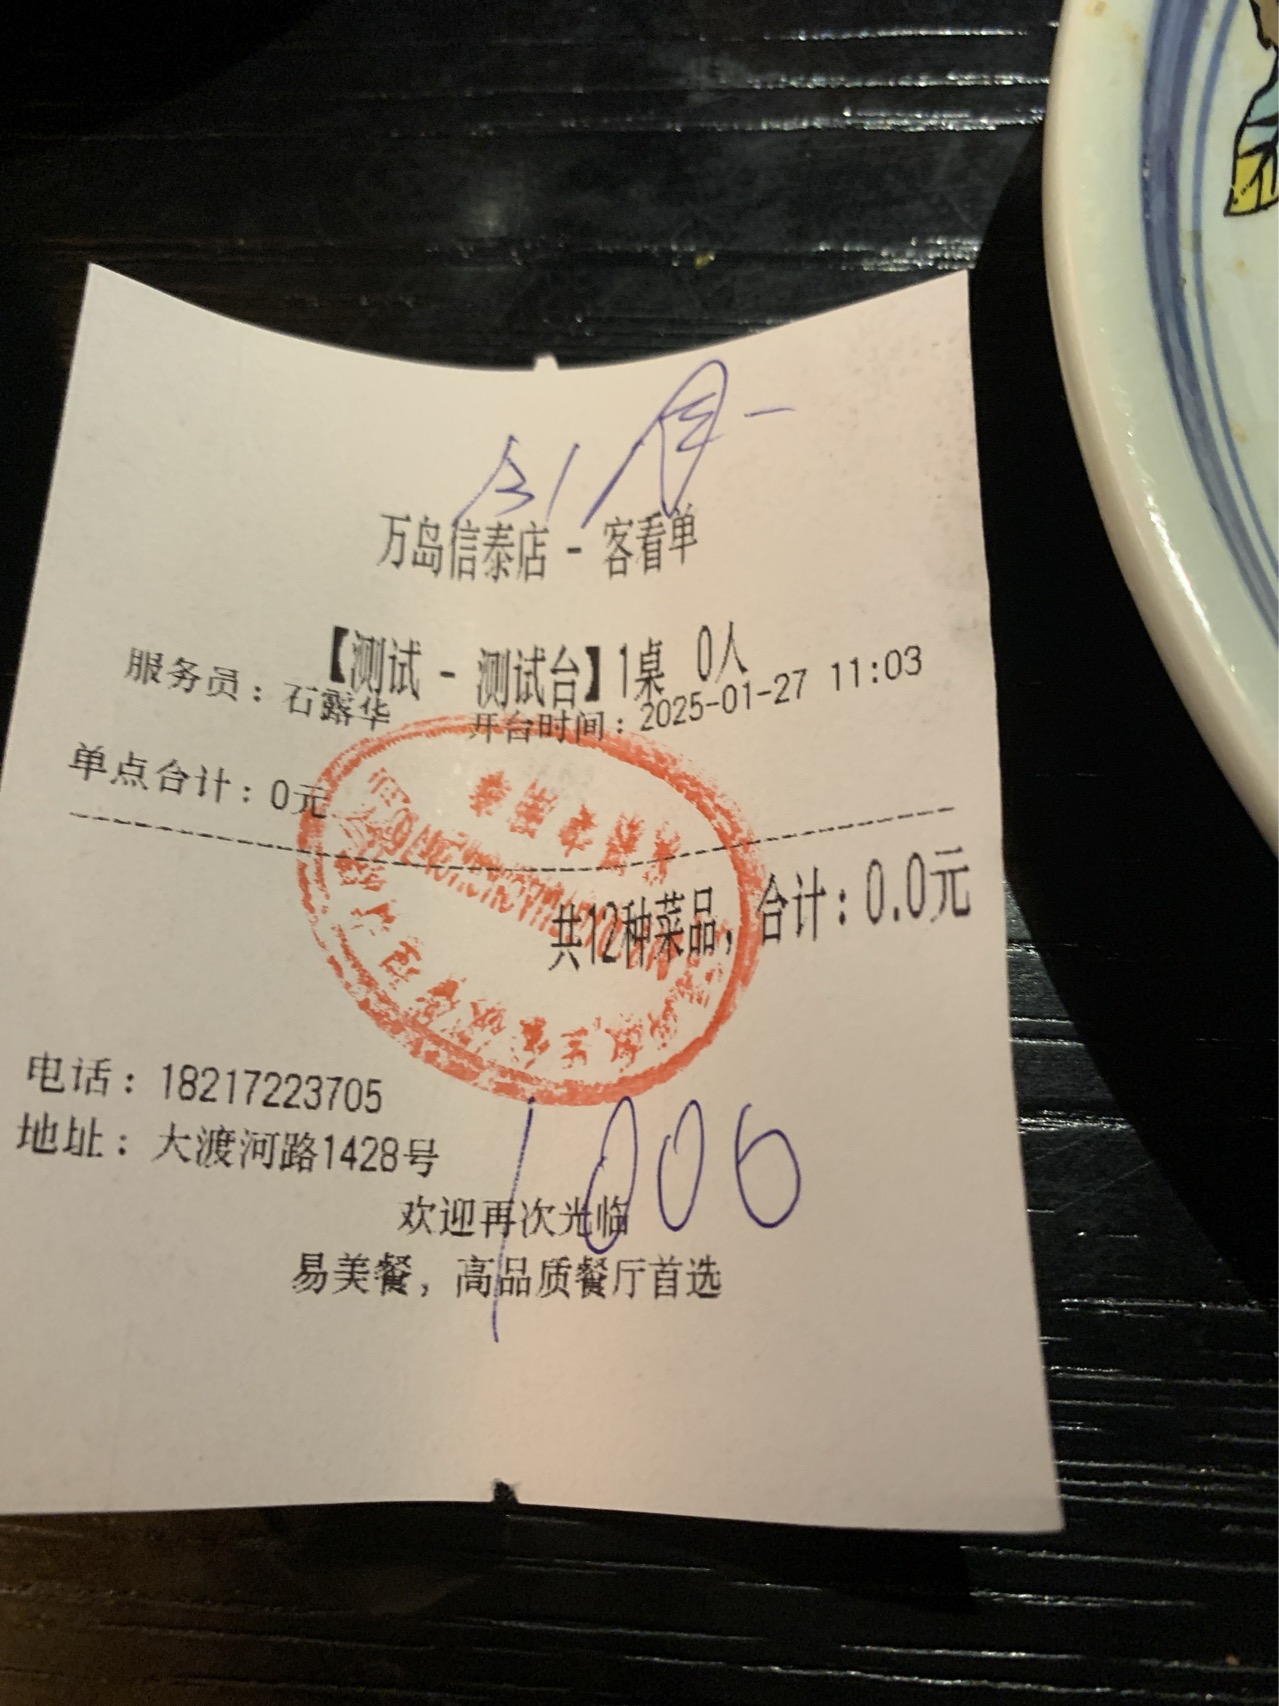 万岛信泰店 - 客看单
【测试 - 测试台】1桌 0人
服务员：石露华 开台时间：2025-01-27 11:03
单点合计：0元
共12种菜品，合计：0.0元
电话：18217223705
地址：大渡河路1428号
1006
欢迎再次光临
易美餐，高品质餐厅首选